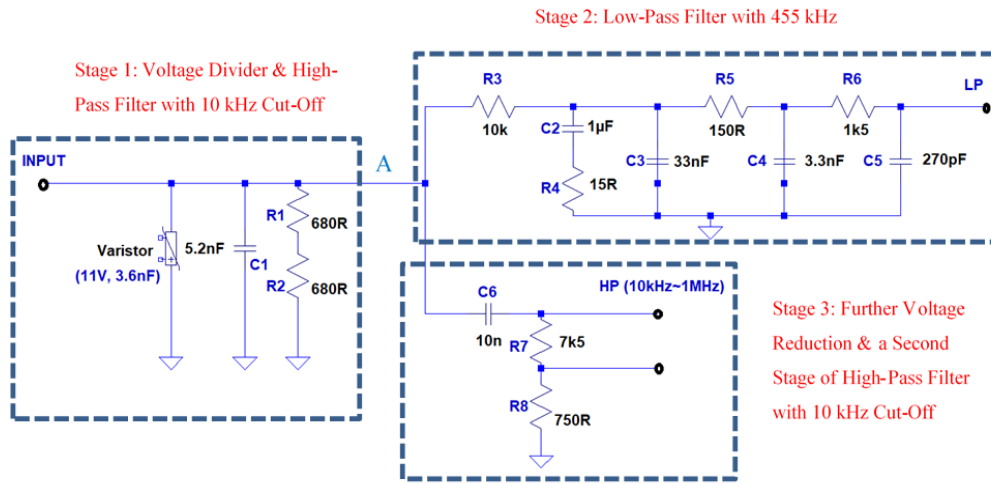 Stage 2: Low-Pass Filter with 455 kHz
Stage 1: Voltage Divider & High-
Pass Filter with 10 kHz Cut-Off
INPUT
A
Varistor
(11V, 3.6nF)
5.2nF
C1
R1
680R
R2
680R
R3
10k
C2
1µF
R4
15R
C3
33nF
R5
150R
C4
3.3nF
R6
1k5
C5
270pF
LP
C6
10n
HP (10kHz~1MHz)
R7
7k5
R8
750R
Stage 3: Further Voltage
Reduction & a Second
Stage of High-Pass Filter
with 10 kHz Cut-Off